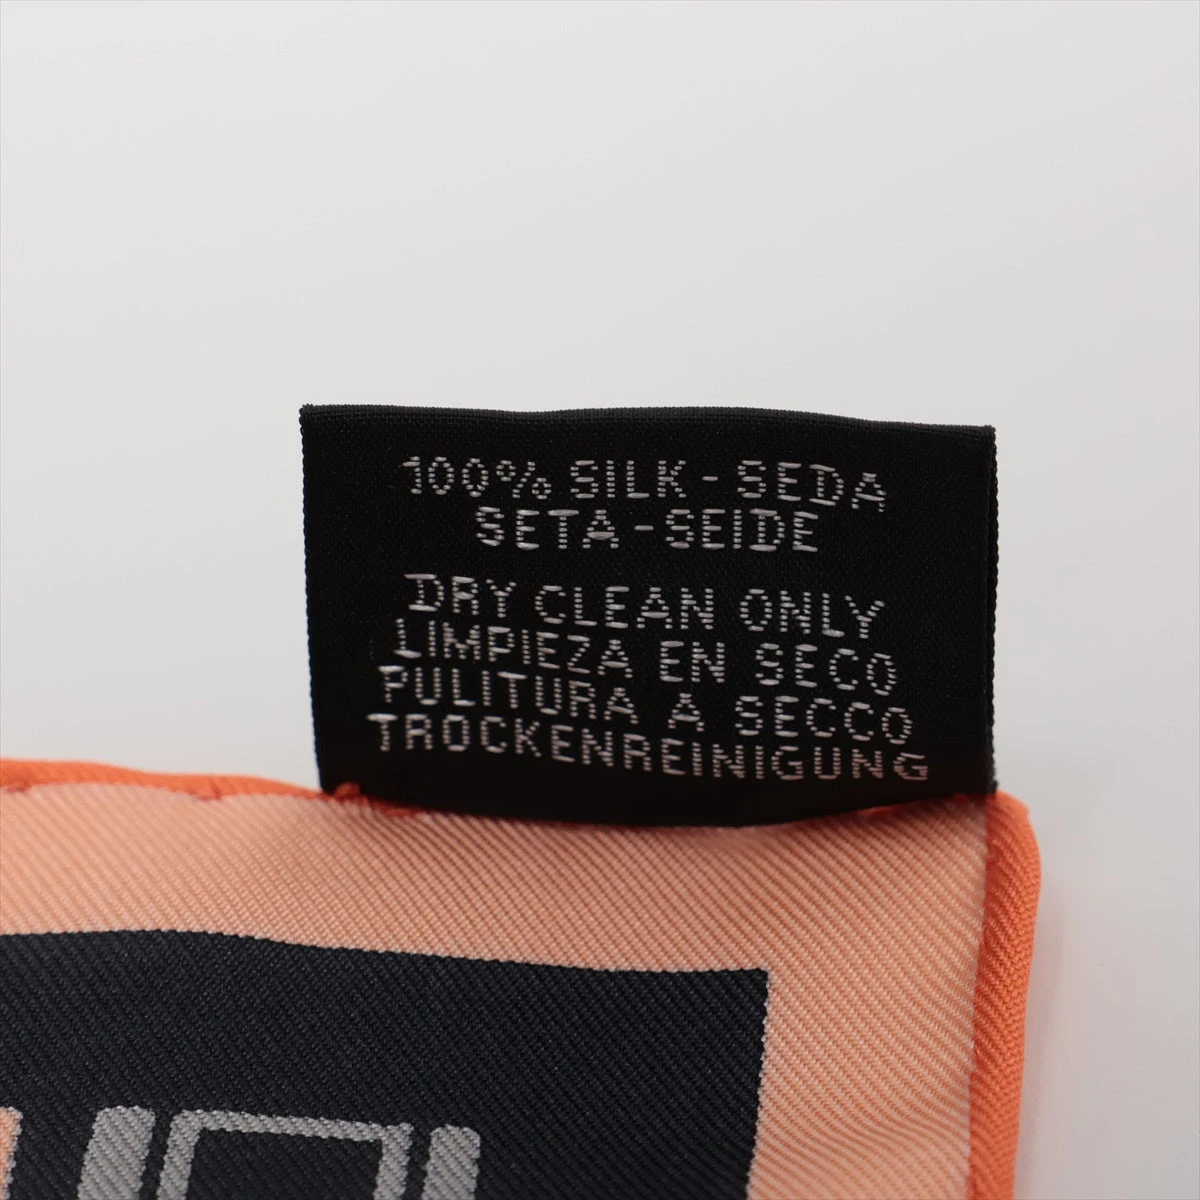 100% SILK - SEDA
SETA - SEIDE
DRY CLEAN ONLY
LIMPIEZA EN SECO
PULITURA A SECCO
TROCKENREINIGUNG